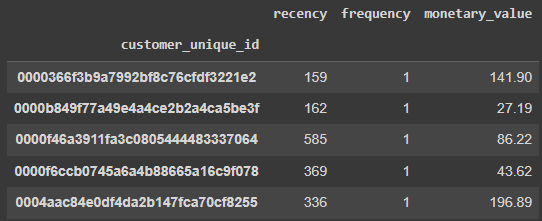 recency frequency monetary_value
customer_unique_id
0000366f3b9a7992bf8c76cfdf3221e2 159 1 141.90
0000b849f77a49e4a4ce2b2a4ca5be3f 162 1 27.19
0000f46a3911fa3c0805444483337064 585 1 86.22
0000f6ccb0745a6a4b88665a16c9f078 369 1 43.62
0004aac84e0df4da2b147fca70cf8255 336 1 196.89